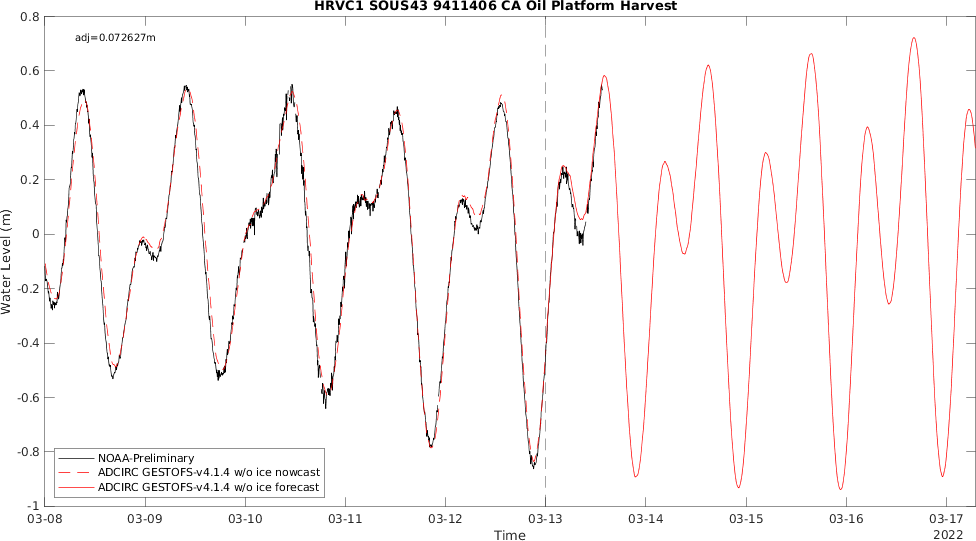 HRVC1 SOUS43 9411406 CA Oil Platform Harvest
adj=0.072627m
Water Level (m)
0.8
0.6
0.4
0.2
0
-0.2
-0.4
-0.6
-0.8
-1
NOAA-Preliminary
ADCIRC GESTOFS-v4.1.4 w/o ice nowcast
ADCIRC GESTOFS-v4.1.4 w/o ice forecast
03-08 03-09 03-10 03-11 03-12 03-13 03-14 03-15 03-16 03-17
Time
2022